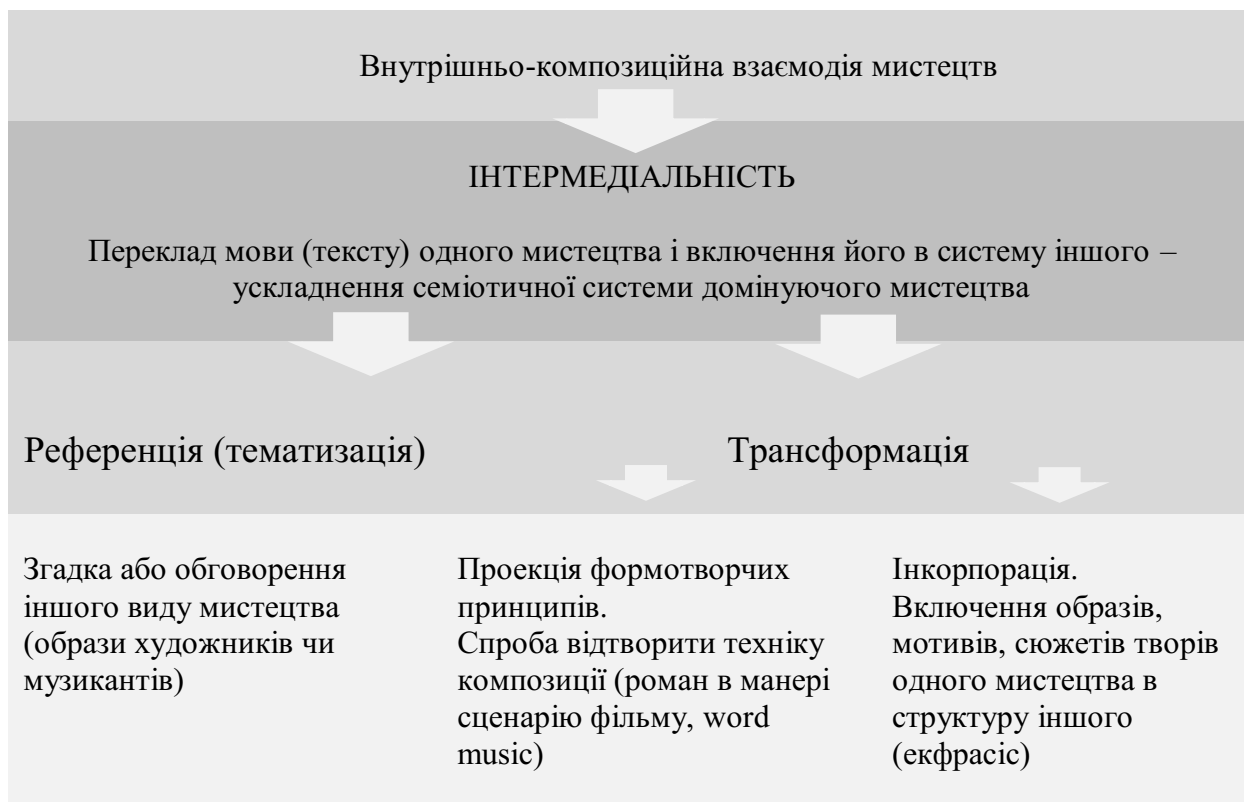 Внутрішньо-композиційна взаємодія мистецтв
ІНТЕРМЕДІАЛЬНІСТЬ
Переклад мови (тексту) одного мистецтва і включення його в систему іншого –
ускладнення семіотичної системи домінуючого мистецтва
Референція (тематизація)
Трансформація
Згадка або обговорення
іншого виду мистецтва
(образи художників чи
музикантів)
Проекція формотворчих
принципів.
Спроба відтворити техніку
композиції (роман в манері
сценарію фільму, word
music)
Інкорпорація.
Включення образів,
мотивів, сюжетів творів
одного мистецтва в
структуру іншого
(екфрасіс)